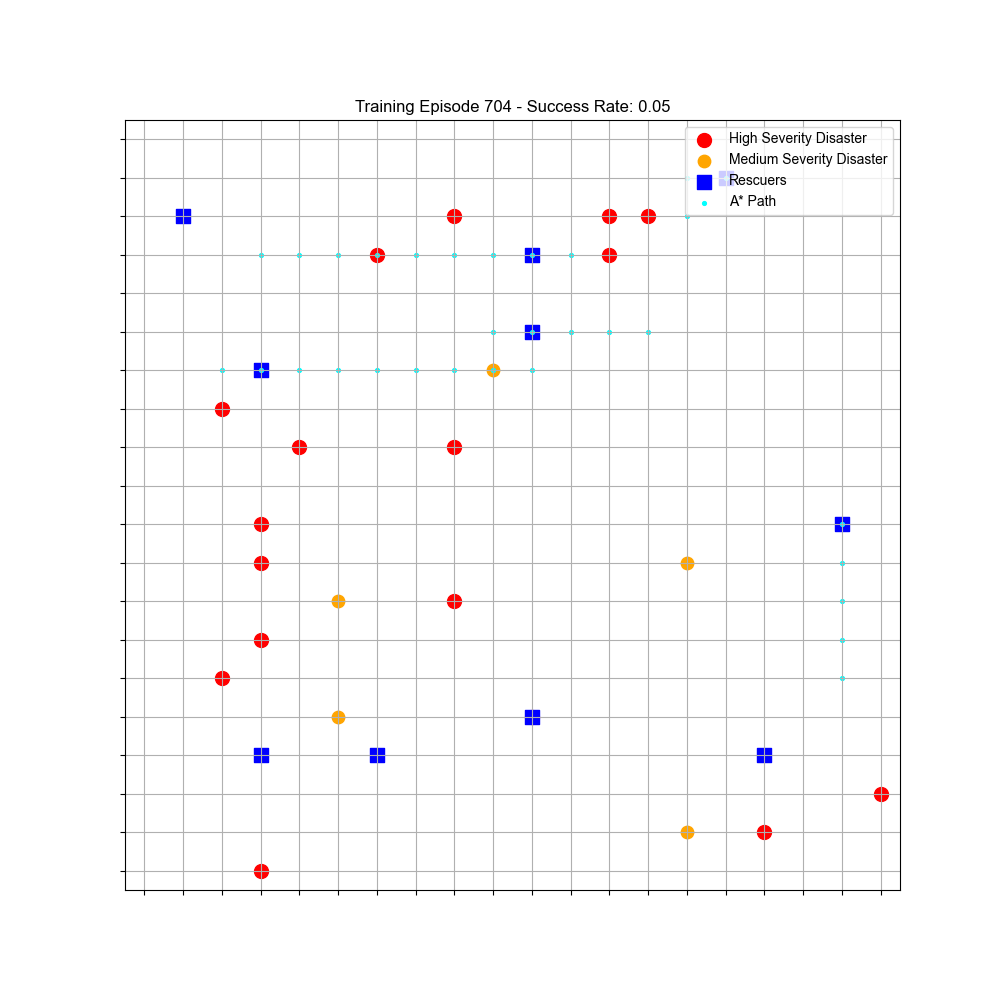 Training Episode 704 - Success Rate: 0.05
High Severity Disaster
Medium Severity Disaster
Rescuers
A* Path